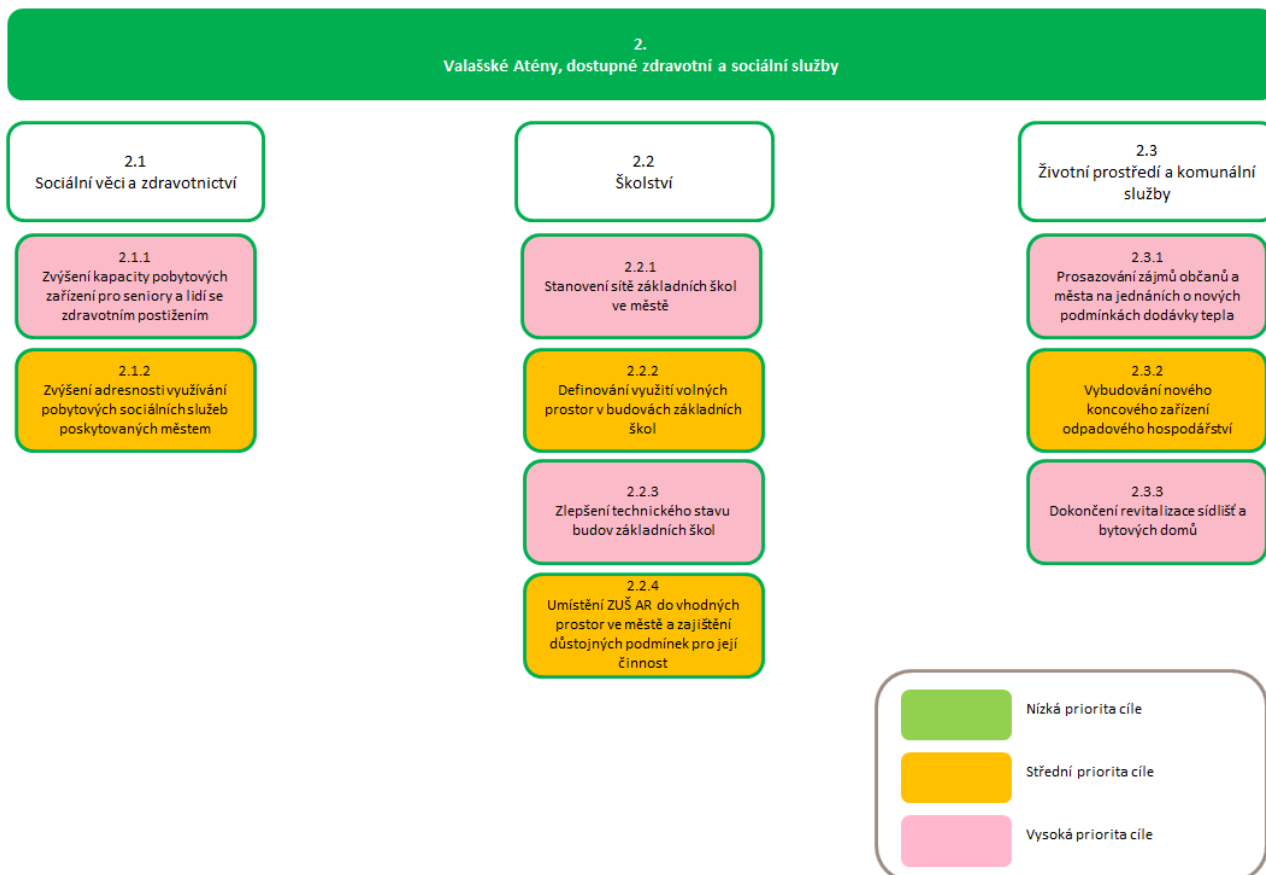 2.
Valašské Atény, dostupné zdravotní a sociální služby
2.1
Sociální věci a zdravotnictví
2.1.1
Zvýšení kapacity pobytových
zařízení pro seniory a lidí se
zdravotním postižením
2.1.2
Zvýšení adresnosti využívání
pobytových sociálních služeb
poskytovaných městem
2.2
Školství
2.2.1
Stanovení sítě základních škol
ve městě
2.2.2
Definování využití volných
prostor v budovách základních
škol
2.2.3
Zlepšení technického stavu
budov základních škol
2.2.4
Umístění ZUŠ AR do vhodných
prostor ve městě a zajištění
důstojných podmínek pro její
činnost
2.3
Životní prostředí a komunální
služby
2.3.1
Prosazování zájmů občanů a
města na jednáních o nových
podmínkách dodávky tepla
2.3.2
Vybudování nového
koncového zařízení
odpadového hospodářství
2.3.3
Dokončení revitalizace sídlišť a
bytových domů
Nízká priorita cíle
Střední priorita cíle
Vysoká priorita cíle